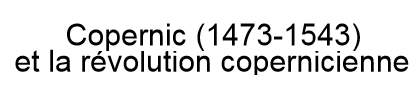 Copernic (1473-1543)
et la révolution copernicienne